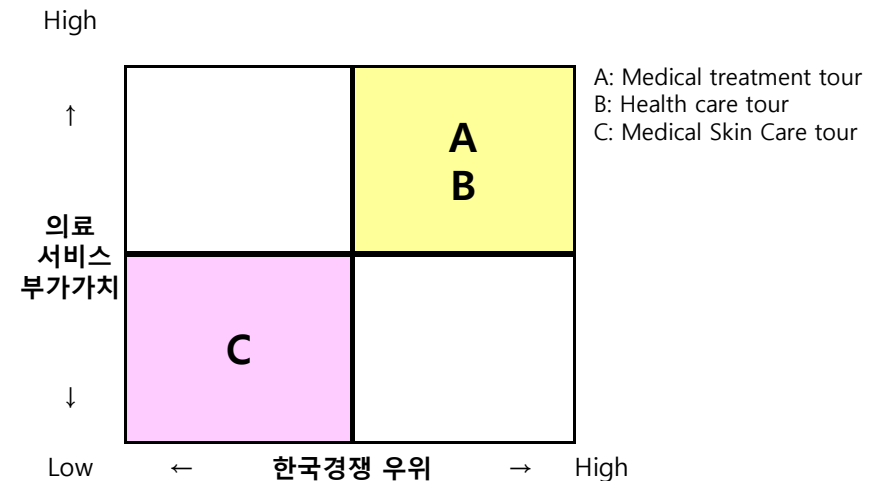 High
A: Medical treatment tour
B: Health care tour
C: Medical Skin Care tour
↑
A
B
의료
서비스
부가가치
C
↓
Low ← 한국경쟁 우위 → High